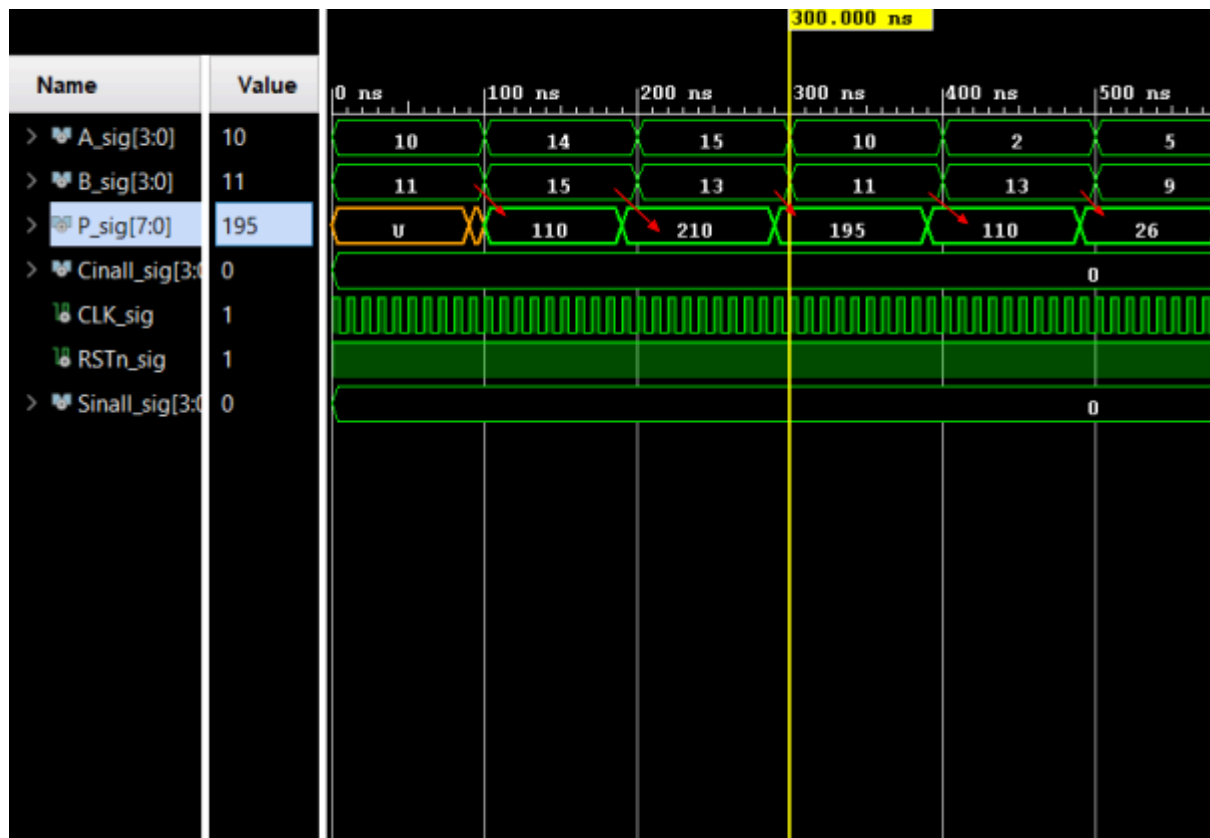 300.000 ns
Name Value 0 ns 100 ns 200 ns 300 ns 400 ns 500 ns
A_sig[3:0] 10 10 14 15 10 2 5
B_sig[3:0] 11 11 15 13 11 13 9
P_sig[7:0] 195 U 110 210 195 110 26
Cinall_sig[3:0 0 0
CLK_sig 1
RSTn_sig 1
Sinall_sig[3:0 0 0